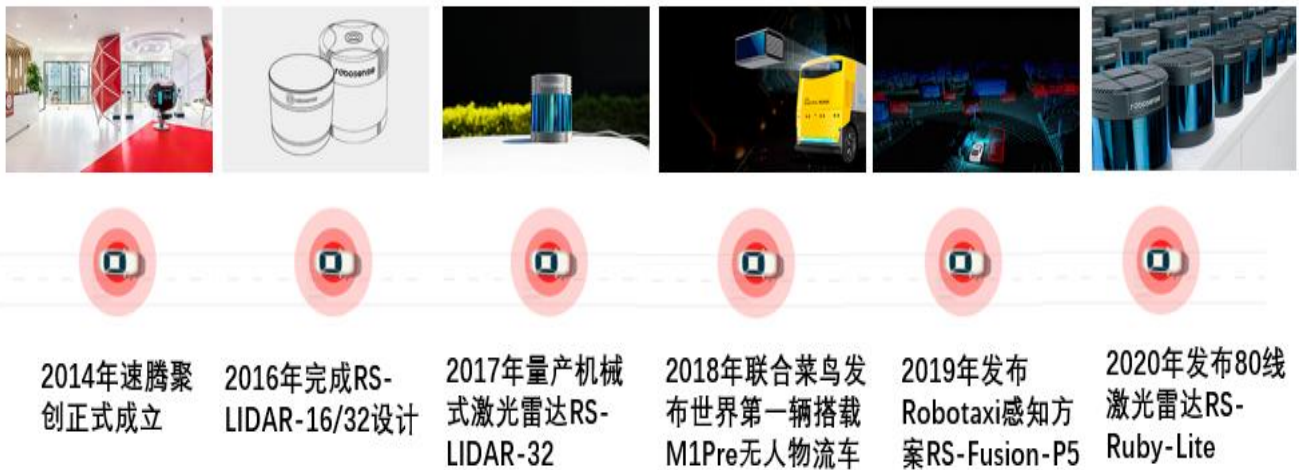 robosense
robosense
2014年速腾聚
创正式成立
2016年完成RS-
LIDAR-16/32设计
2017年量产机械
式激光雷达RS-
LIDAR-32
2018年联合菜鸟发
布世界第一辆搭载
M1Pre无人物流车
2019年发布
Robotaxi感知方
案RS-Fusion-P5
2020年发布80线
激光雷达RS-
Ruby-Lite